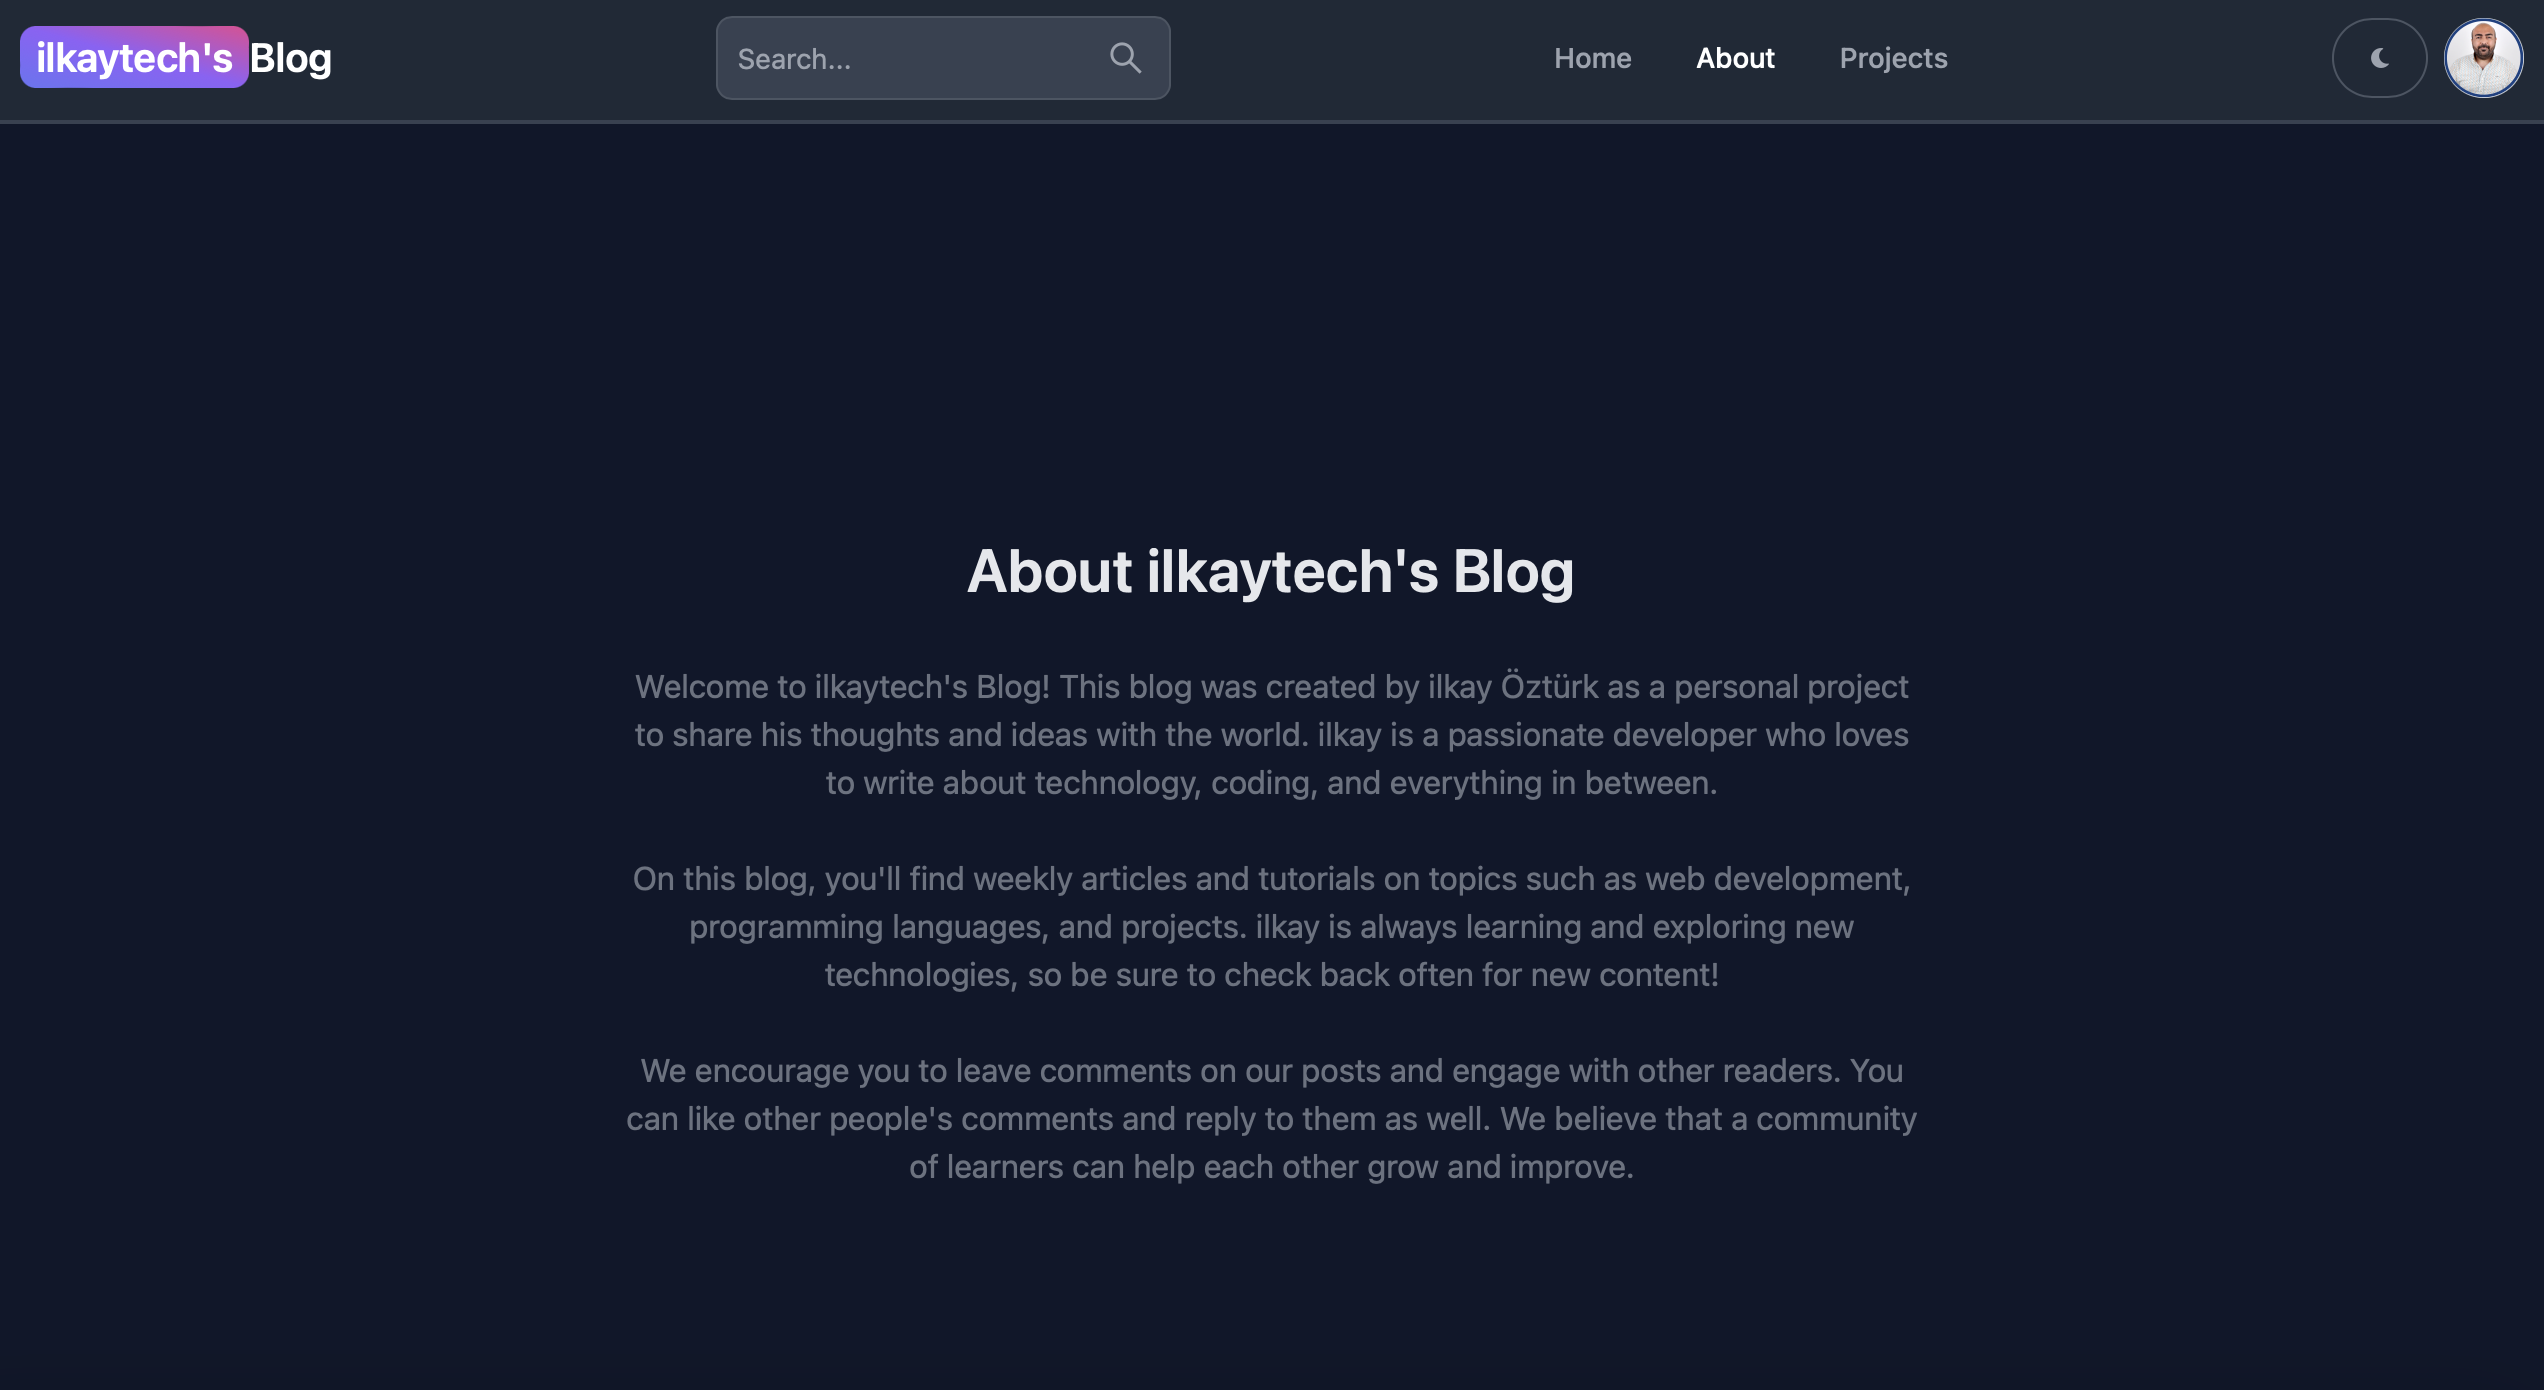 ilkaytech's Blog
Search...
Home
About
Projects
About ilkaytech's Blog
Welcome to ilkaytech's Blog! This blog was created by ilkay Öztürk as a personal project
to share his thoughts and ideas with the world. ilkay is a passionate developer who loves
to write about technology, coding, and everything in between.
On this blog, you'll find weekly articles and tutorials on topics such as web development,
programming languages, and projects. ilkay is always learning and exploring new
technologies, so be sure to check back often for new content!
We encourage you to leave comments on our posts and engage with other readers. You
can like other people's comments and reply to them as well. We believe that a community
of learners can help each other grow and improve.